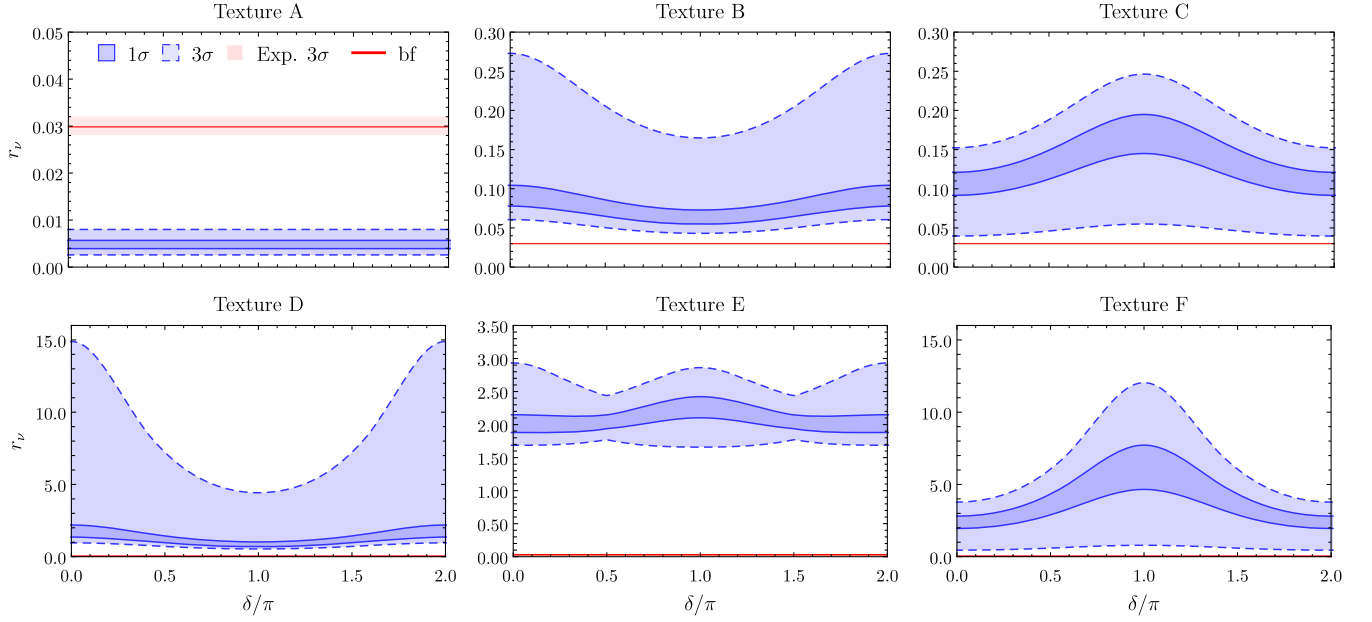 Texture A
Texture B
Texture C
0.05
0.04
0.03
0.02
0.01
0.00
r_ν
1σ 3σ Exp. 3σ bf
0.30
0.25
0.20
0.15
0.10
0.05
0.00
0.30
0.25
0.20
0.15
0.10
0.05
0.00
Texture D
Texture E
Texture F
15.0
10.0
5.0
0.0
r_ν
3.50
3.00
2.50
2.00
1.50
1.00
0.50
0.00
15.0
10.0
5.0
0.0
0.0 0.5 1.0 1.5 2.0
0.0 0.5 1.0 1.5 2.0
0.0 0.5 1.0 1.5 2.0
δ/π
δ/π
δ/π